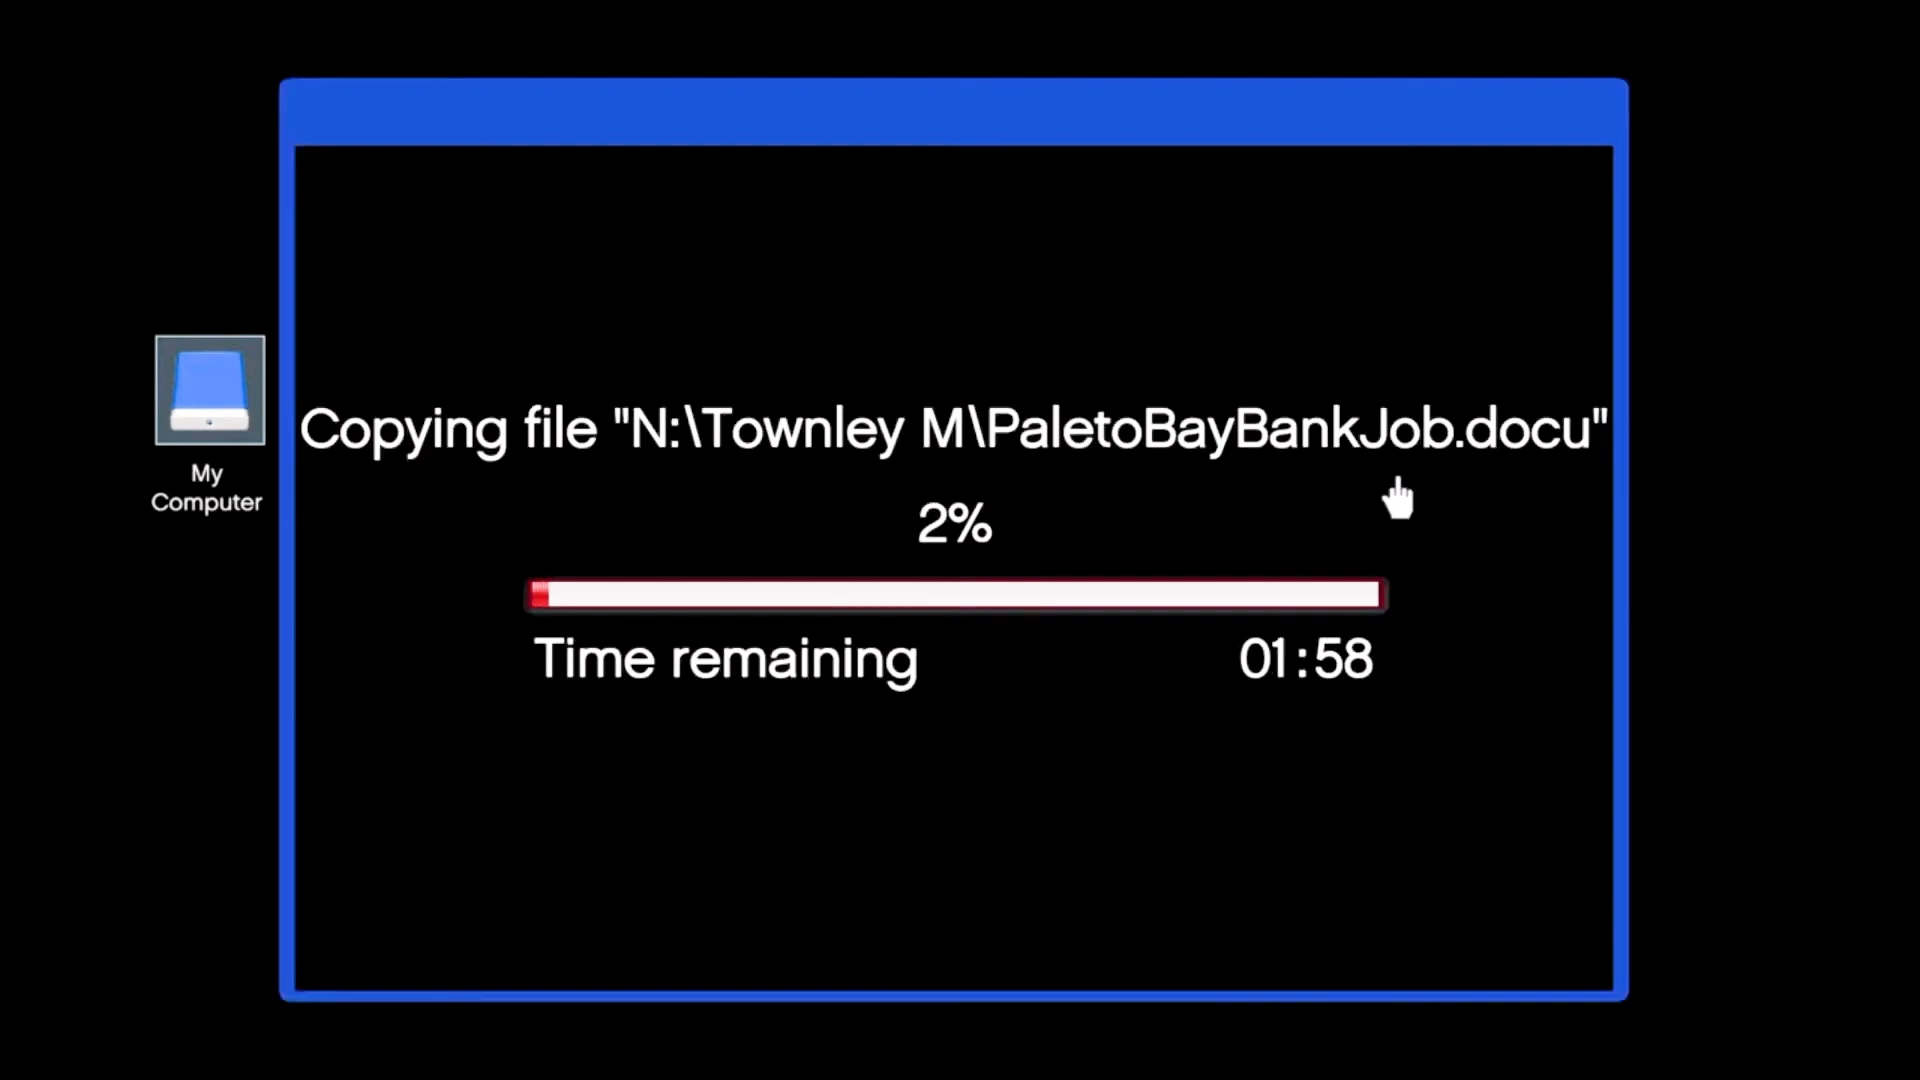 My
Computer
Copying file "N:\Townley M\PaletoBayBankJob.docu"
2%
Time remaining 01:58